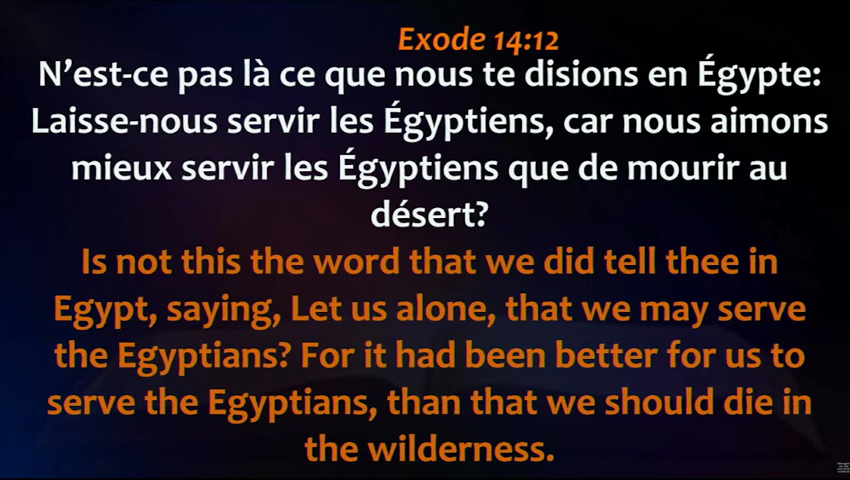 Exode 14:12
N’est-ce pas là ce que nous te disions en Égypte:
Laisse-nous servir les Égyptiens, car nous aimons
mieux servir les Égyptiens que de mourir au
désert?
Is not this the word that we did tell thee in
Egypt, saying, Let us alone, that we may serve
the Egyptians? For it had been better for us to
serve the Egyptians, than that we should die in
the wilderness.